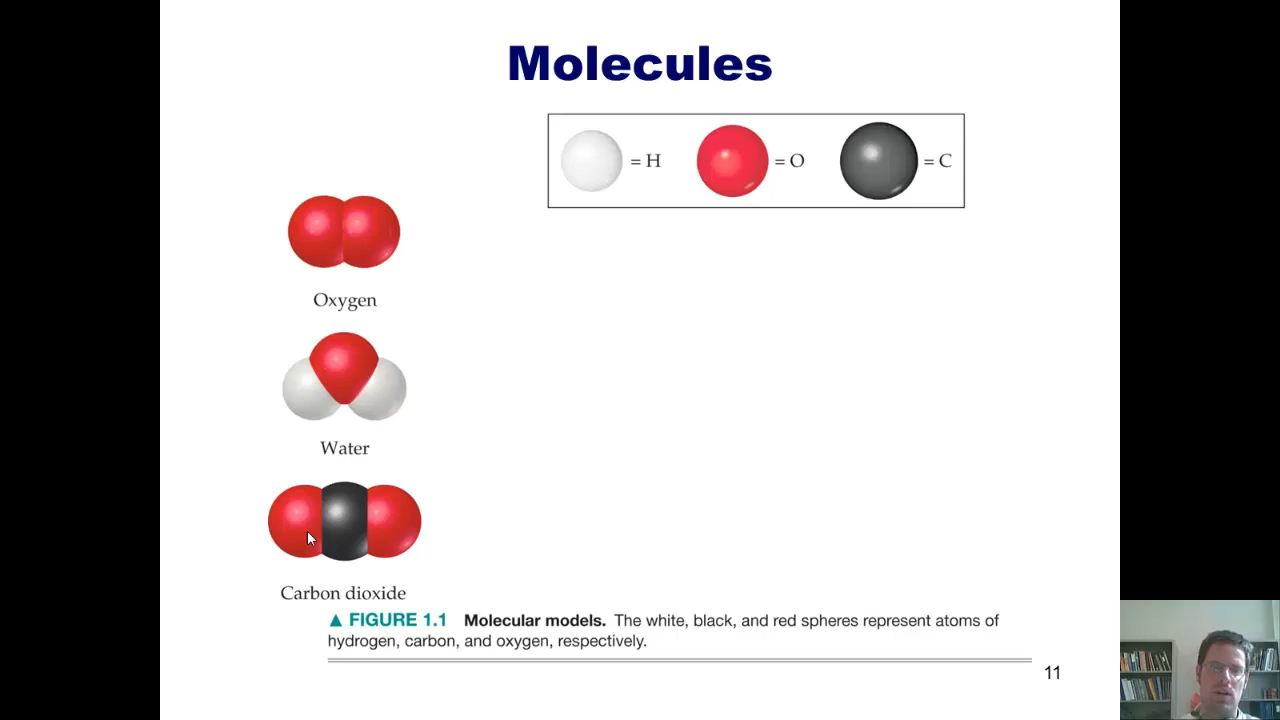 Molecules
= H = O = C
Oxygen
Water
Carbon dioxide
▲ FIGURE 1.1 Molecular models. The white, black, and red spheres represent atoms of
hydrogen, carbon, and oxygen, respectively.
11